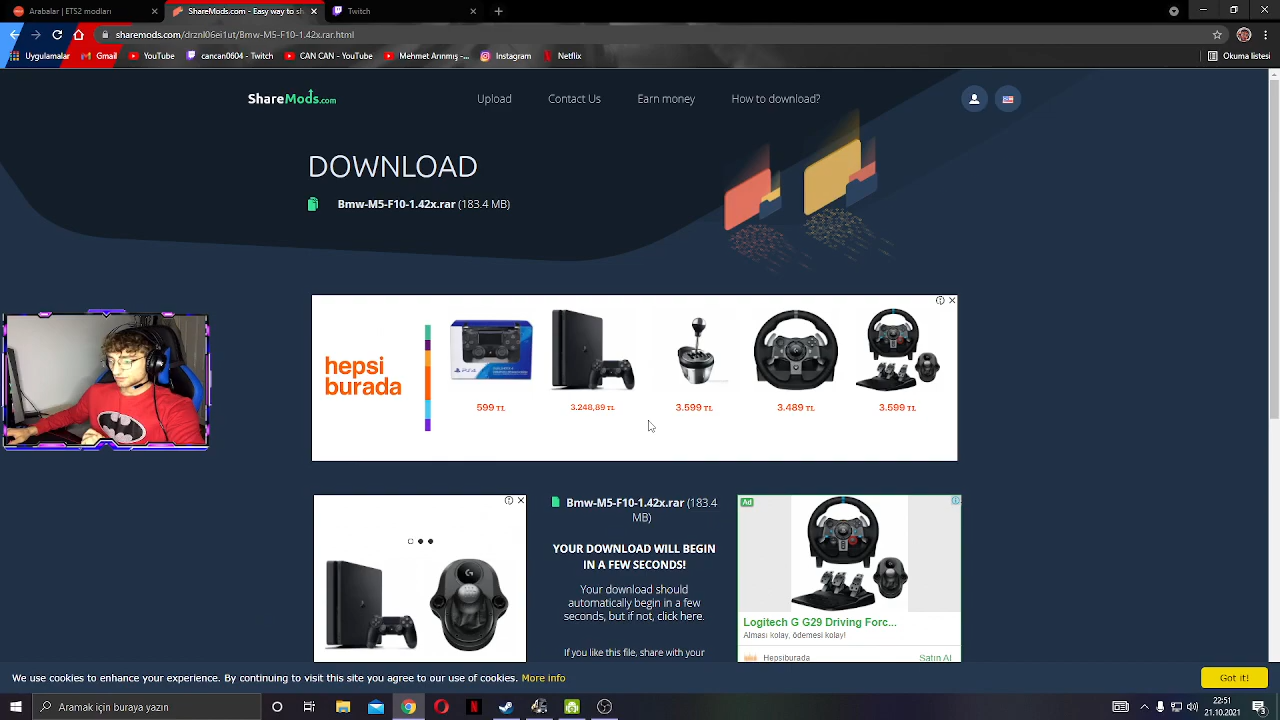 Arabalar | ETS2 modları
ShareMods.com - Easy way to sh
Twitch
sharemods.com/drznl06ei1ut/Bmw-M5-F10-1.42x.rar.html
Uygulamalar
Gmail
YouTube
cancan0604 - Twitch
CAN CAN - YouTube
Mehmet Arınmış -...
Instagram
Netflix
Okuma listesi
ShareMods.com
Upload
Contact Us
Earn money
How to download?
DOWNLOAD
Bmw-M5-F10-1.42x.rar (183.4 MB)
hepsi
burada
PS4
599 TL
3.248,89 TL
3.599 TL
3.489 TL
3.599 TL
Bmw-M5-F10-1.42x.rar (183.4
MB)
YOUR DOWNLOAD WILL BEGIN
IN A FEW SECONDS!
Your download should
automatically begin in a few
seconds, but if not, click here.
If you like this file, share with your
Ad
Logitech G G29 Driving Forc...
Alması kolay, ödemesi kolay!
Hepsiburada
Satın Al
We use cookies to enhance your experience. By continuing to visit this site you agree to our use of cookies. More info
Got it!
Aramak için buraya yazın
22:51
21.10.2021